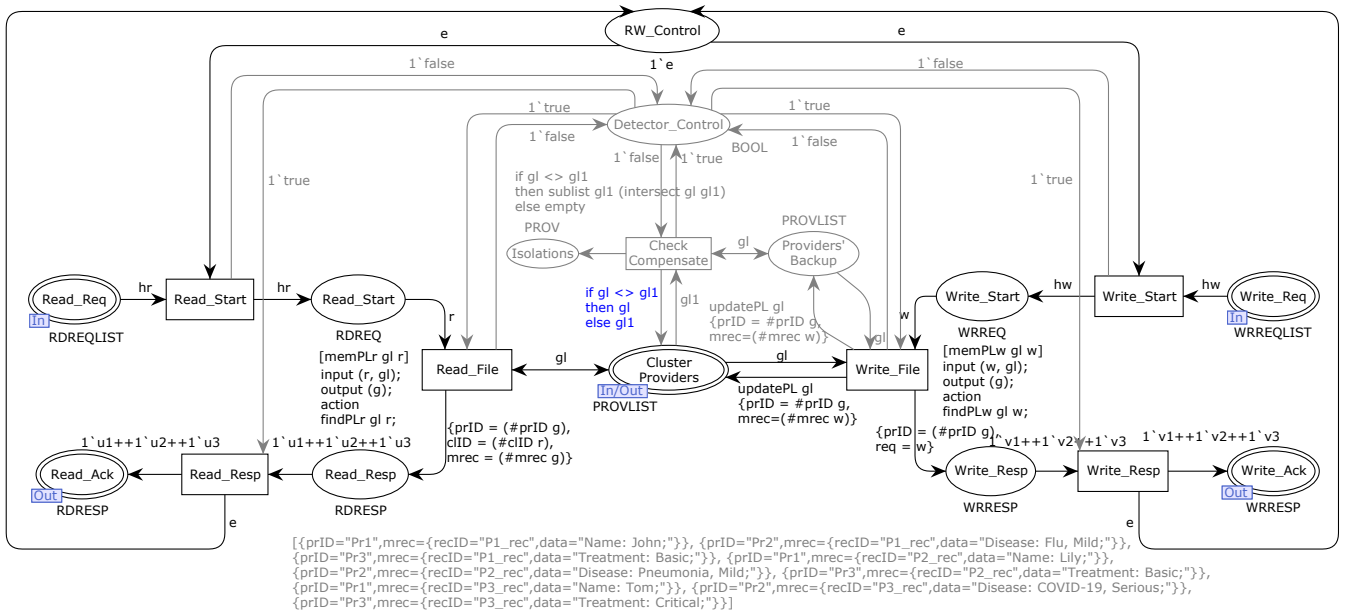 RW_Control
e
e
1`e
1`false
1`false
1`true
1`true
Detector_Control
1`false
1`false
BOOL
1`false
1`true
1`true
1`true
if gl <> gl1
then sublist gl1 (intersect gl gl1)
else empty
PROV
PROVLIST
Isolations
Check
Compensate
gl
Providers'
Backup
Read_Req
In
RDREQLIST
hr
Read_Start
hr
Read_Start
RDREQ
r
if gl <> gl1
then gl
else gl1
gl1
updatePL gl
{prID = #prID g,
mrec=(#mrec w)}
gl
w
Write_Start
WRREQ
hw
Write_Start
hw
Write_Req
In
WRREQLIST
[memPLr gl r]
input (r, gl);
output (g);
action
findPLr gl r;
Read_File
gl
Cluster
Providers
In/Out
PROVLIST
gl
updatePL gl
{prID = #prID g,
mrec=(#mrec w)}
Write_File
[memPLw gl w]
input (w, gl);
output (g);
action
findPLw gl w;
{prID = (#prID g),
clID = (#clID r),
mrec = (#mrec g)}
{prID = (#prID g),
req = w}
1`u1++1`u2++1`u3
1`u1++1`u2++1`u3
1`v1++1`v2++1`v3
1`v1++1`v2++1`v3
Read_Ack
Out
RDRESP
Read_Resp
Read_Resp
RDRESP
Write_Resp
WRRESP
Write_Resp
Write_Ack
Out
WRRESP
e
e
[{prID="Pr1",mrec={recID="P1_rec",data="Name: John;"}}, {prID="Pr2",mrec={recID="P1_rec",data="Disease: Flu, Mild;"}},
{prID="Pr3",mrec={recID="P1_rec",data="Treatment: Basic;"}}, {prID="Pr1",mrec={recID="P2_rec",data="Name: Lily;"}},
{prID="Pr2",mrec={recID="P2_rec",data="Disease: Pneumonia, Mild;"}}, {prID="Pr3",mrec={recID="P2_rec",data="Treatment: Basic;"}},
{prID="Pr1",mrec={recID="P3_rec",data="Name: Tom;"}}, {prID="Pr2",mrec={recID="P3_rec",data="Disease: COVID-19, Serious;"}},
{prID="Pr3",mrec={recID="P3_rec",data="Treatment: Critical;"}}]